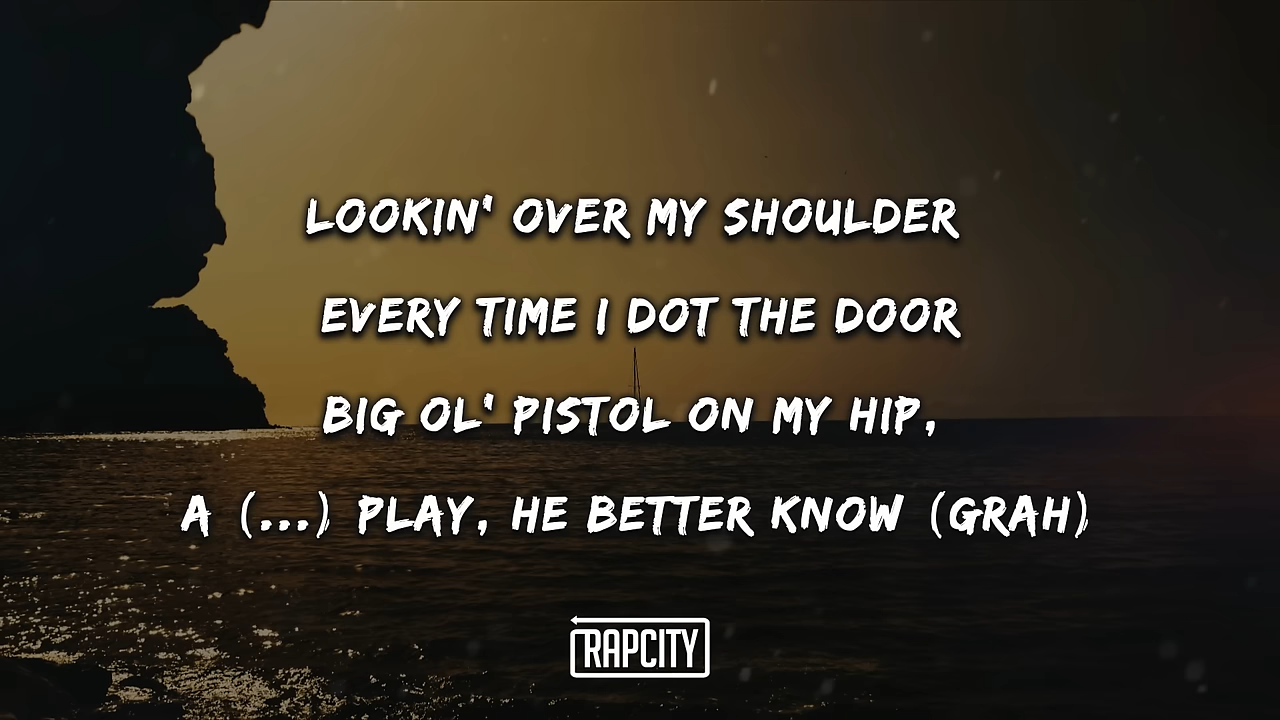 LOOKIN' OVER MY SHOULDER
EVERY TIME I DOT THE DOOR
BIG OL' PISTOL ON MY HIP,
A (...) PLAY, HE BETTER KNOW (GRAH)
RAPCITY